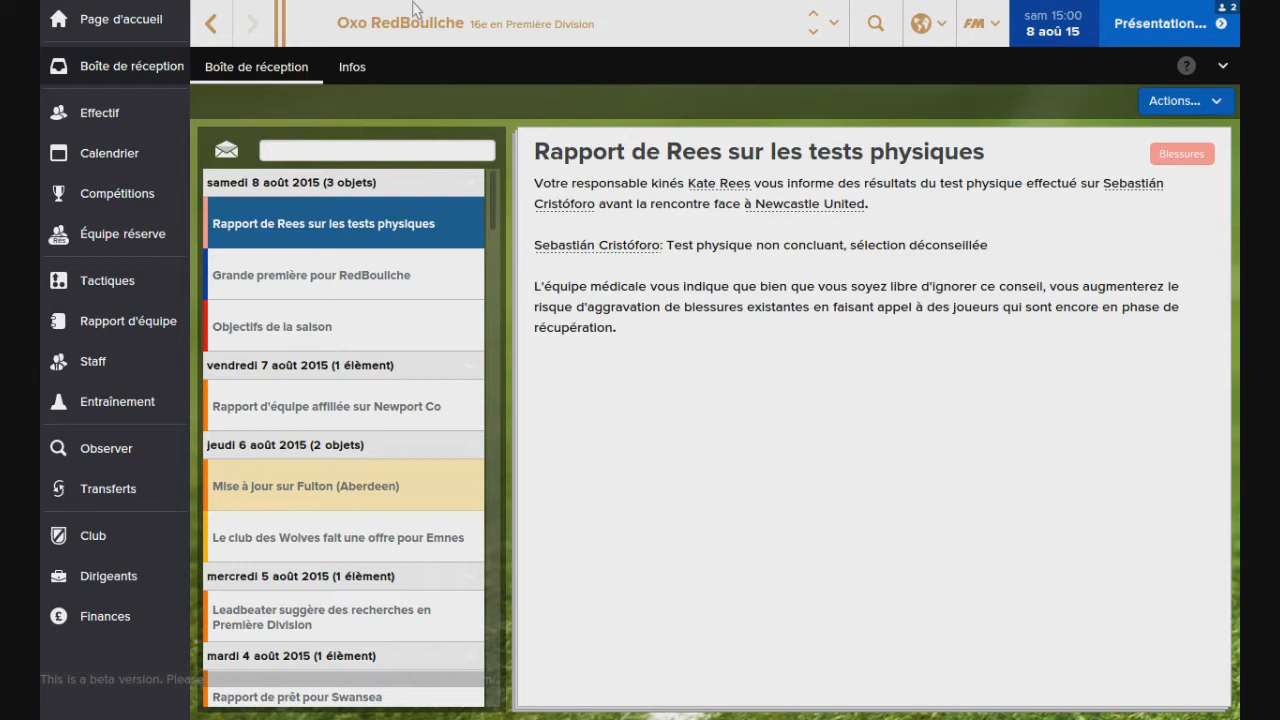 Page d'accueil
Boîte de réception
Effectif
Calendrier
Compétitions
Rés
Équipe réserve
Tactiques
Rapport d'équipe
Staff
Entraînement
Observer
Transferts
Club
Dirigeants
Finances
Oxo RedBouliche 16e en Première Division
FM
sam 15:00
8 aoû 15
2
Présentation...
Boîte de réception Infos
?
Actions...
samedi 8 août 2015 (3 objets)
Rapport de Rees sur les tests physiques
Grande première pour RedBouliche
Objectifs de la saison
vendredi 7 août 2015 (1 élèment)
Rapport d'équipe affiliée sur Newport Co
jeudi 6 août 2015 (2 objets)
Mise à jour sur Fulton (Aberdeen)
Le club des Wolves fait une offre pour Emnes
mercredi 5 août 2015 (1 élèment)
Leadbeater suggère des recherches en
Première Division
mardi 4 août 2015 (1 élèment)
Rapport de prêt pour Swansea
This is a beta version. Please
Rapport de Rees sur les tests physiques
Blessures
Votre responsable kinés Kate Rees vous informe des résultats du test physique effectué sur Sebastián
Cristóforo avant la rencontre face à Newcastle United.
Sebastián Cristóforo: Test physique non concluant, sélection déconseillée
L'équipe médicale vous indique que bien que vous soyez libre d'ignorer ce conseil, vous augmenterez le
risque d'aggravation de blessures existantes en faisant appel à des joueurs qui sont encore en phase de
récupération.